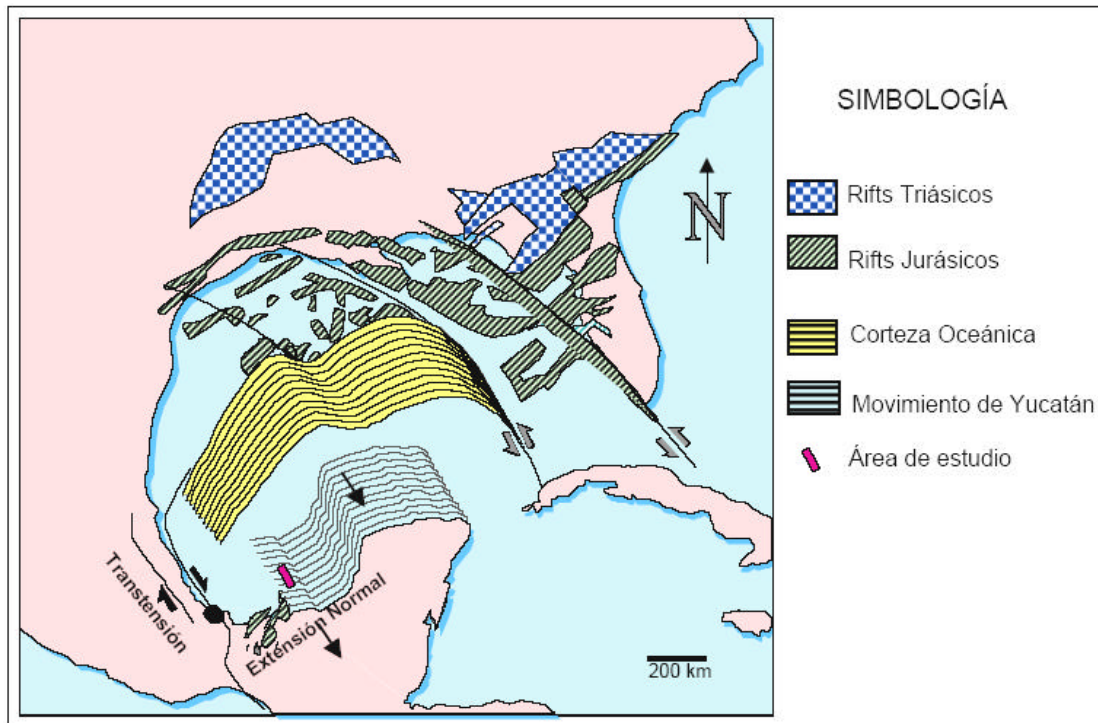 SIMBOLOGÍA
N
Rifts Triásicos
Rifts Jurásicos
Corteza Oceánica
Movimiento de Yucatán
Área de estudio
Transtensión
Extensión Normal
200 km